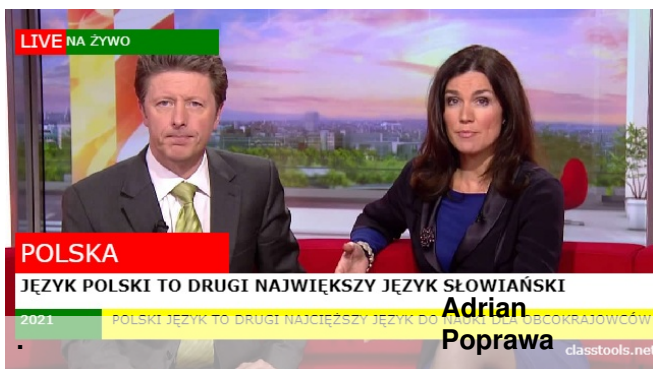 LIVE NA ŻYWO
POLSKA
JĘZYK POLSKI TO DRUGI NAJWIĘKSZY JĘZYK SŁOWIAŃSKI
2021 POLSKI JĘZYK TO DRUGI NAJCIĘŻSZY JĘZYK DO NAUKI DLA OBCOKRAJOWCÓW
Adrian
. Poprawa
classtools.net